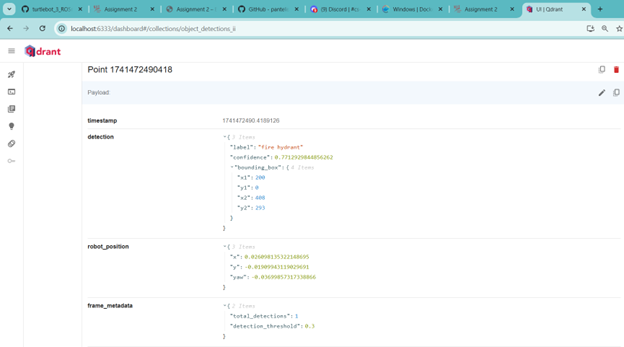 turtlebot_3_ROS
Assignment 2
Assignment 2 - 
GitHub - pantelis
(9) Discord | #c
Windows | Dock
Assignment 2
UI | Qdrant
localhost:6333/dashboard#/collections/object_detections_ii
Qdrant
Point 1741472490418
Payload:
timestamp 1741472490.4189126
detection { 3 Items
"label": "fire hydrant"
"confidence": 0.7712929844856262
"bounding_box": { 4 Items
"x1": 200
"y1": 0
"x2": 408
"y2": 293
}
}
robot_position { 3 Items
"x": 0.026098135322148695
"y": -0.01909943119029691
"yaw": -0.03699857317338866
}
frame_metadata { 2 Items
"total_detections": 1
"detection_threshold": 0.3
}